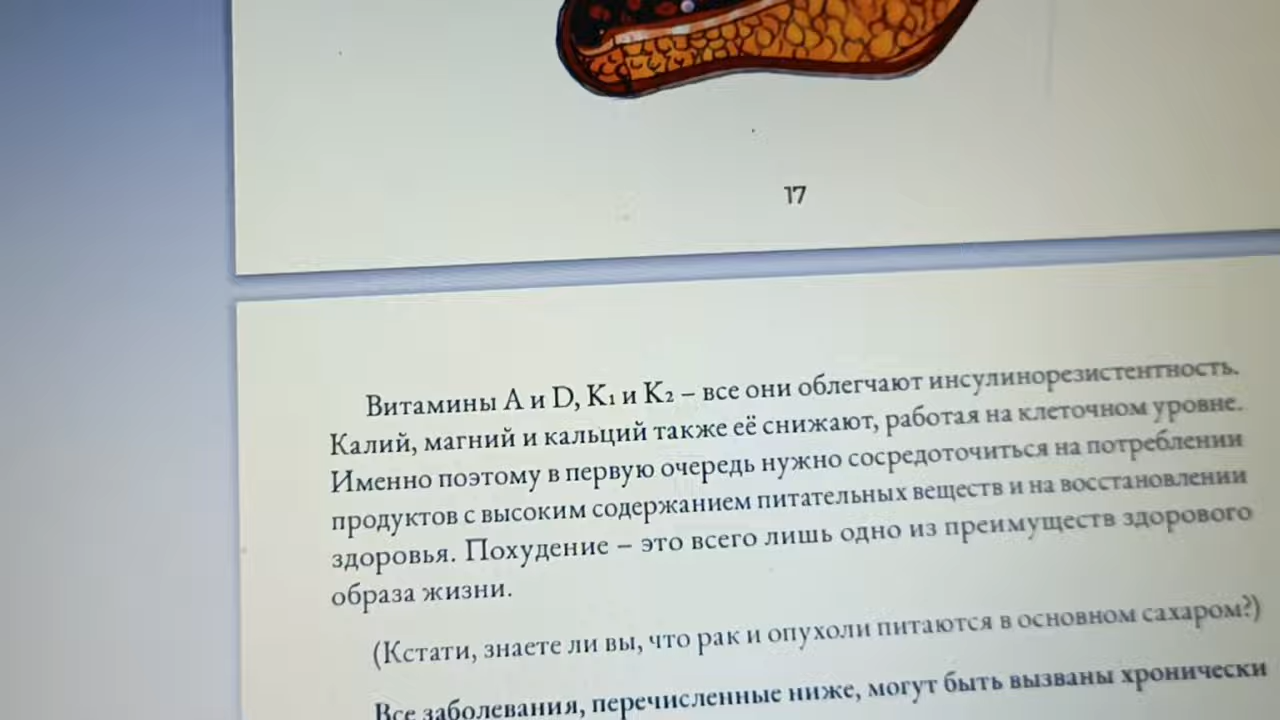 17
Витамины А и D, K₁ и K₂ – все они облегчают инсулинорезистентность.
Калий, магний и кальций также её снижают, работая на клеточном уровне.
Именно поэтому в первую очередь нужно сосредоточиться на потреблении
продуктов с высоким содержанием питательных веществ и на восстановлении
здоровья. Похудение – это всего лишь одно из преимуществ здорового
образа жизни.
(Кстати, знаете ли вы, что рак и опухоли питаются в основном сахаром?)
Все заболевания, перечисленные ниже, могут быть вызваны хронически